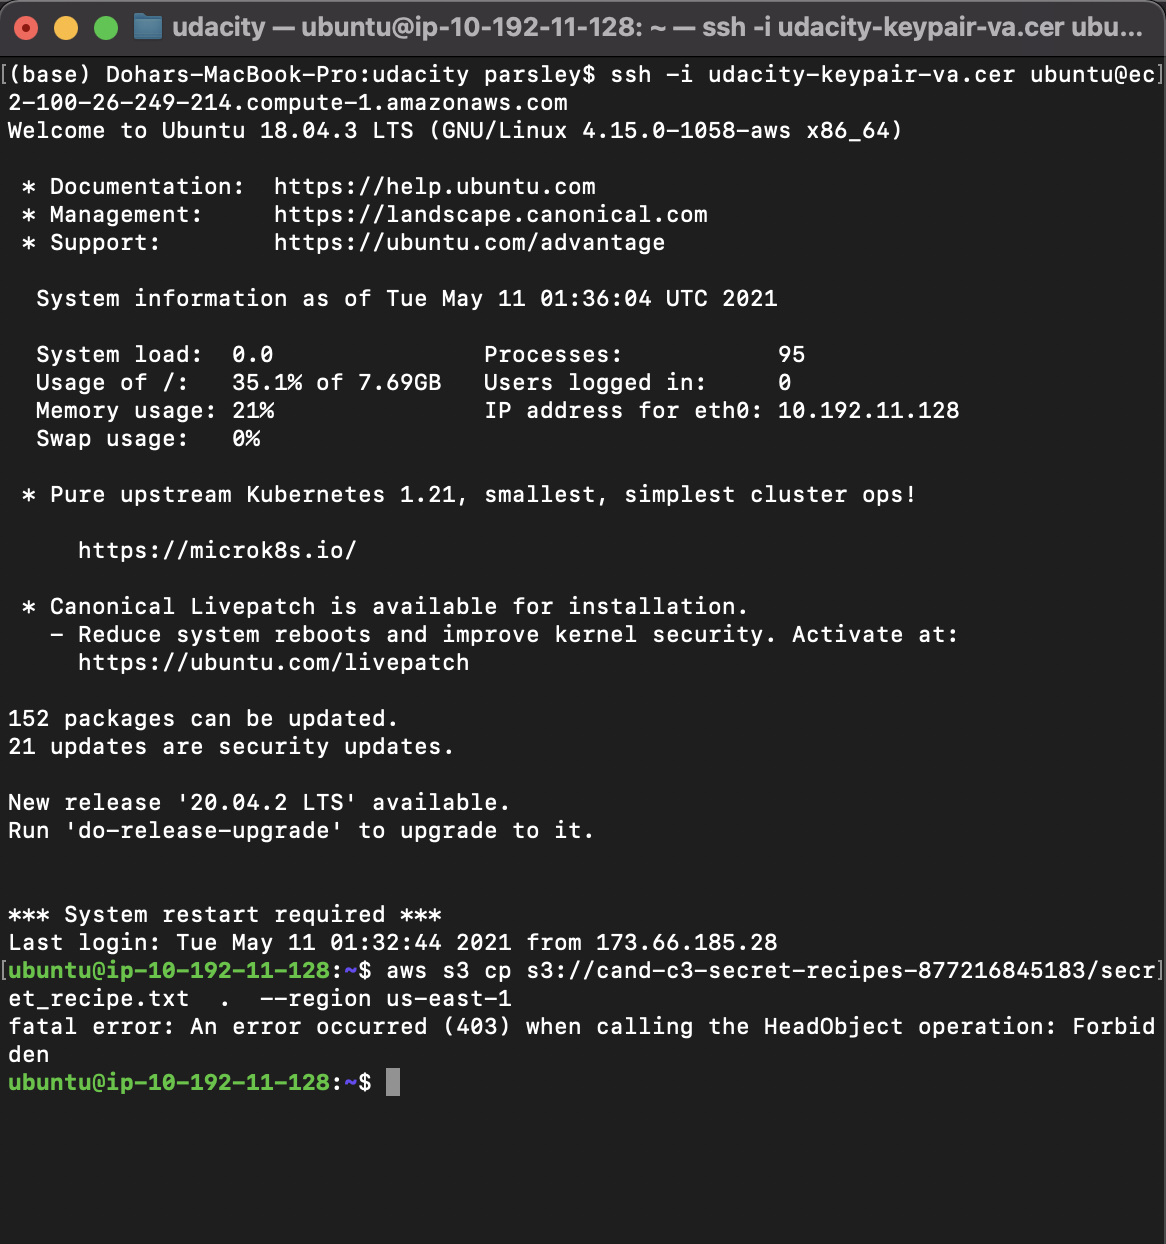 udacity — ubuntu@ip-10-192-11-128: ~ — ssh -i udacity-keypair-va.cer ubu...
[(base) Dohars-MacBook-Pro:udacity parsley$ ssh -i udacity-keypair-va.cer ubuntu@ec]
2-100-26-249-214.compute-1.amazonaws.com
Welcome to Ubuntu 18.04.3 LTS (GNU/Linux 4.15.0-1058-aws x86_64)
* Documentation:  https://help.ubuntu.com
* Management:     https://landscape.canonical.com
* Support:        https://ubuntu.com/advantage
System information as of Tue May 11 01:36:04 UTC 2021
System load:  0.0               Processes:           95
Usage of /:   35.1% of 7.69GB   Users logged in:     0
Memory usage: 21%               IP address for eth0: 10.192.11.128
Swap usage:   0%
* Pure upstream Kubernetes 1.21, smallest, simplest cluster ops!
https://microk8s.io/
* Canonical Livepatch is available for installation.
- Reduce system reboots and improve kernel security. Activate at:
https://ubuntu.com/livepatch
152 packages can be updated.
21 updates are security updates.
New release '20.04.2 LTS' available.
Run 'do-release-upgrade' to upgrade to it.
*** System restart required ***
Last login: Tue May 11 01:32:44 2021 from 173.66.185.28
[ubuntu@ip-10-192-11-128:~$ aws s3 cp s3://cand-c3-secret-recipes-877216845183/secr]
et_recipe.txt  .  --region us-east-1
fatal error: An error occurred (403) when calling the HeadObject operation: Forbid
den
ubuntu@ip-10-192-11-128:~$